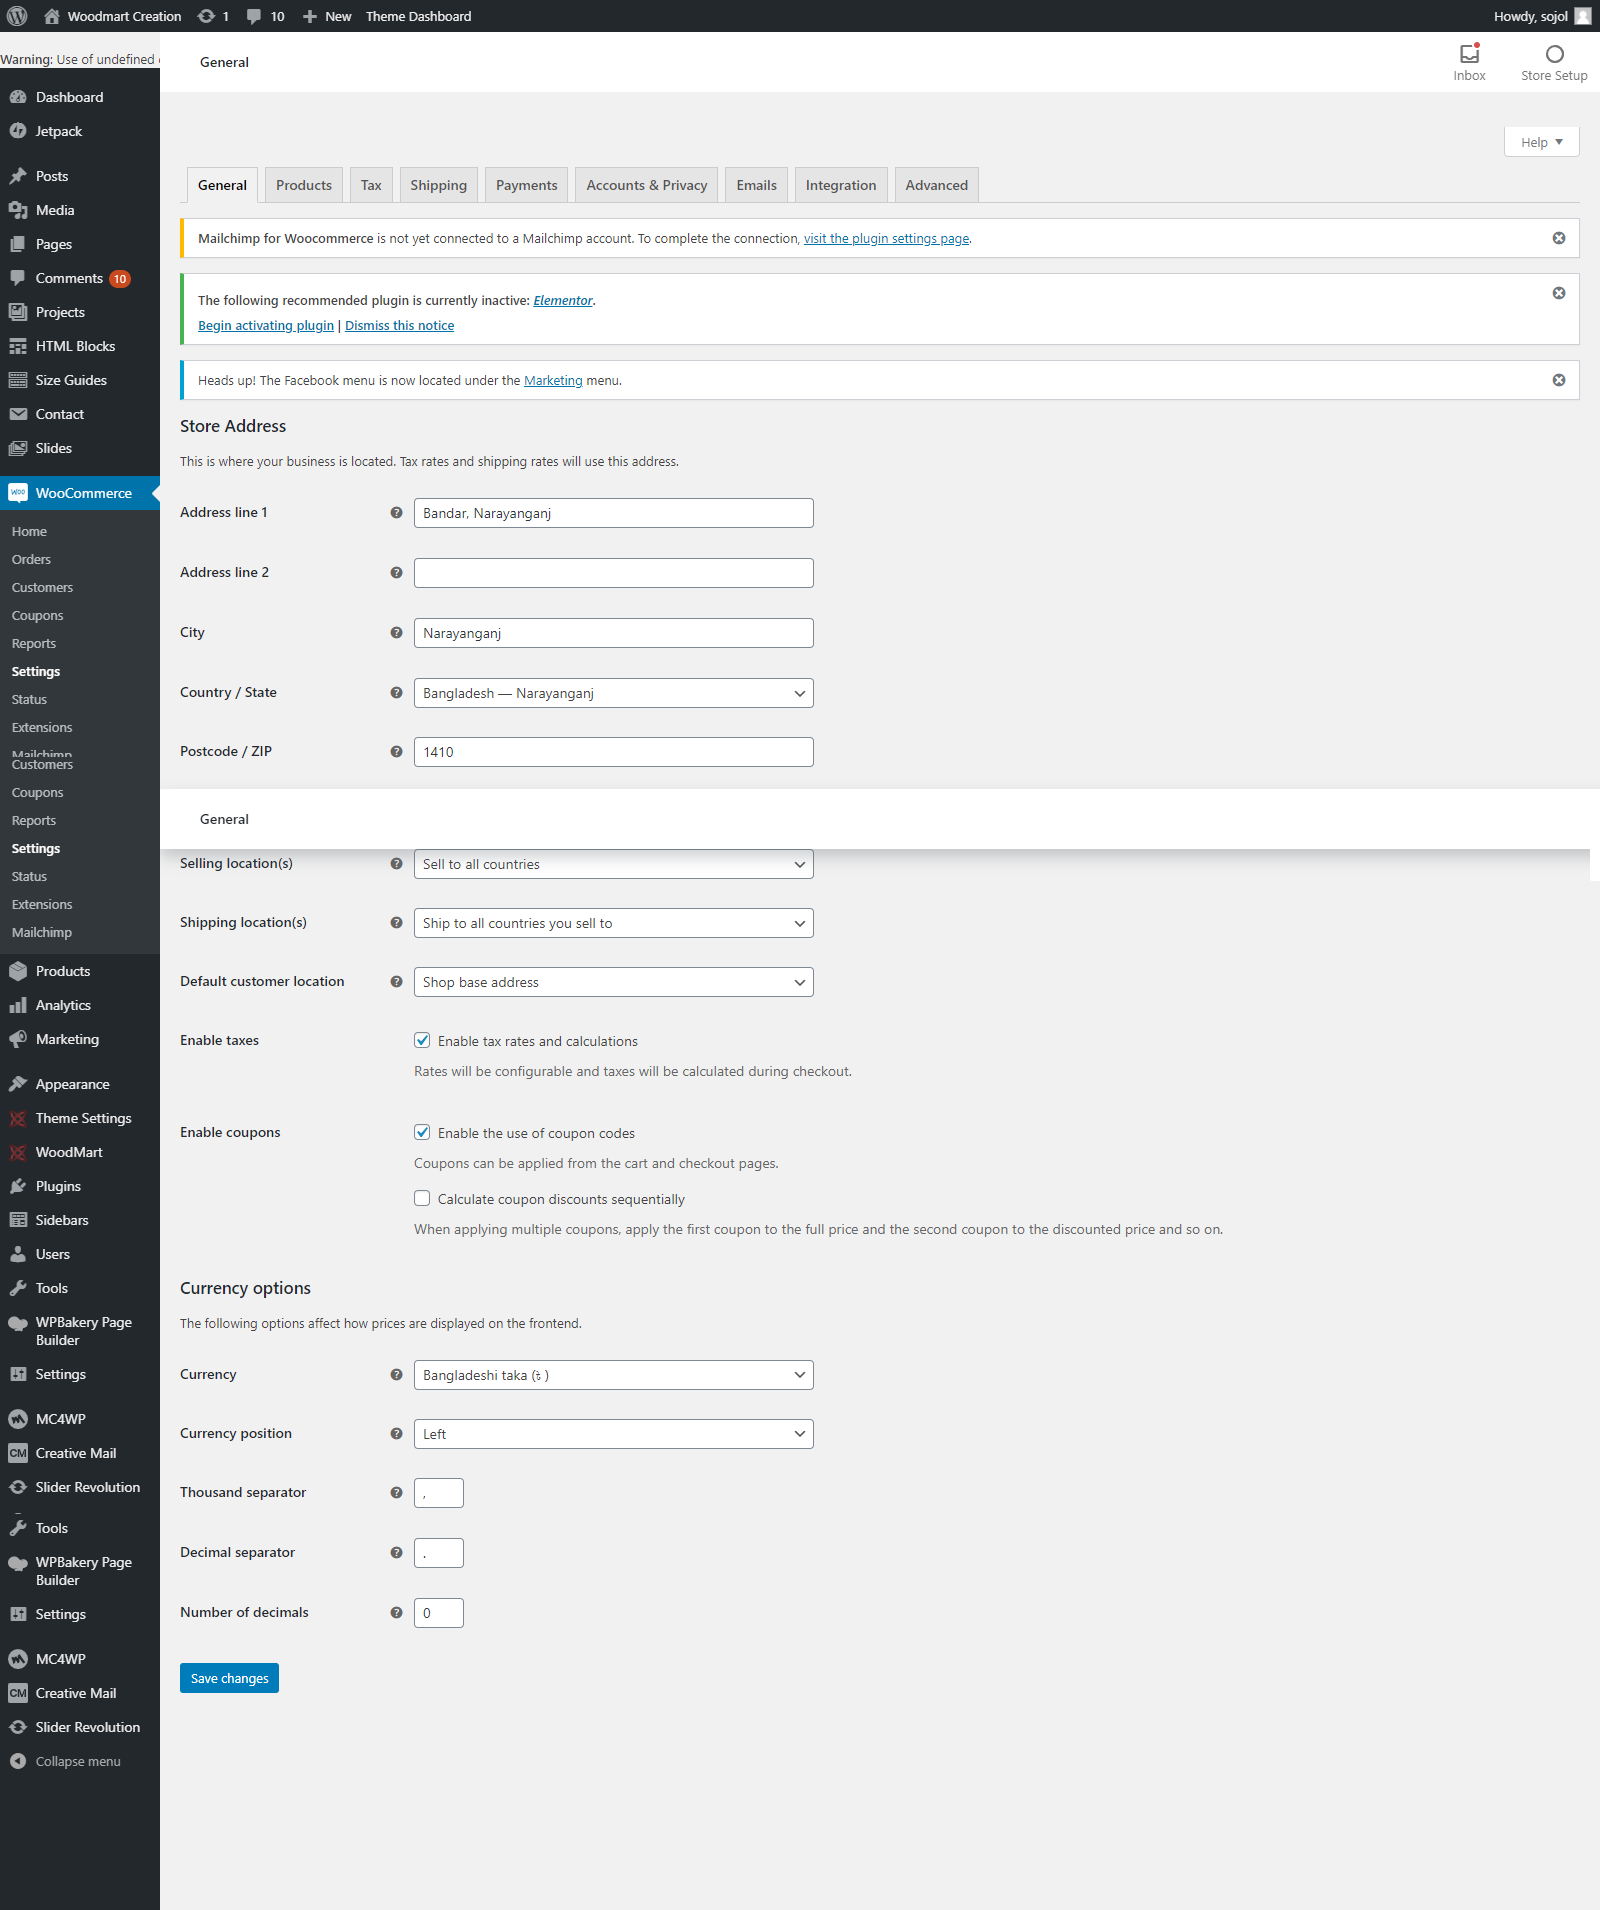 Woodmart Creation 1 10 New Theme Dashboard Howdy, sojol
Warning: Use of undefined
General
Inbox
Store Setup
Help
General Products Tax Shipping Payments Accounts & Privacy Emails Integration Advanced
Mailchimp for Woocommerce is not yet connected to a Mailchimp account. To complete the connection, visit the plugin settings page.
The following recommended plugin is currently inactive: Elementor.
Begin activating plugin | Dismiss this notice
Heads up! The Facebook menu is now located under the Marketing menu.
Store Address
This is where your business is located. Tax rates and shipping rates will use this address.
Address line 1 Bandar, Narayanganj
Address line 2
City Narayanganj
Country / State Bangladesh — Narayanganj
Postcode / ZIP 1410
General
Selling location(s) Sell to all countries
Shipping location(s) Ship to all countries you sell to
Default customer location Shop base address
Enable taxes Enable tax rates and calculations
Rates will be configurable and taxes will be calculated during checkout.
Enable coupons Enable the use of coupon codes
Coupons can be applied from the cart and checkout pages.
Calculate coupon discounts sequentially
When applying multiple coupons, apply the first coupon to the full price and the second coupon to the discounted price and so on.
Currency options
The following options affect how prices are displayed on the frontend.
Currency Bangladeshi taka (৳ )
Currency position Left
Thousand separator ,
Decimal separator .
Number of decimals 0
Save changes
Dashboard
Jetpack
Posts
Media
Pages
Comments 10
Projects
HTML Blocks
Size Guides
Contact
Slides
WooCommerce
Home
Orders
Customers
Coupons
Reports
Settings
Status
Extensions
Mailchimp
Customers
Coupons
Reports
Settings
Status
Extensions
Mailchimp
Products
Analytics
Marketing
Appearance
Theme Settings
WoodMart
Plugins
Sidebars
Users
Tools
WPBakery Page
Builder
Settings
MC4WP
CM Creative Mail
Slider Revolution
Tools
WPBakery Page
Builder
Settings
MC4WP
CM Creative Mail
Slider Revolution
Collapse menu